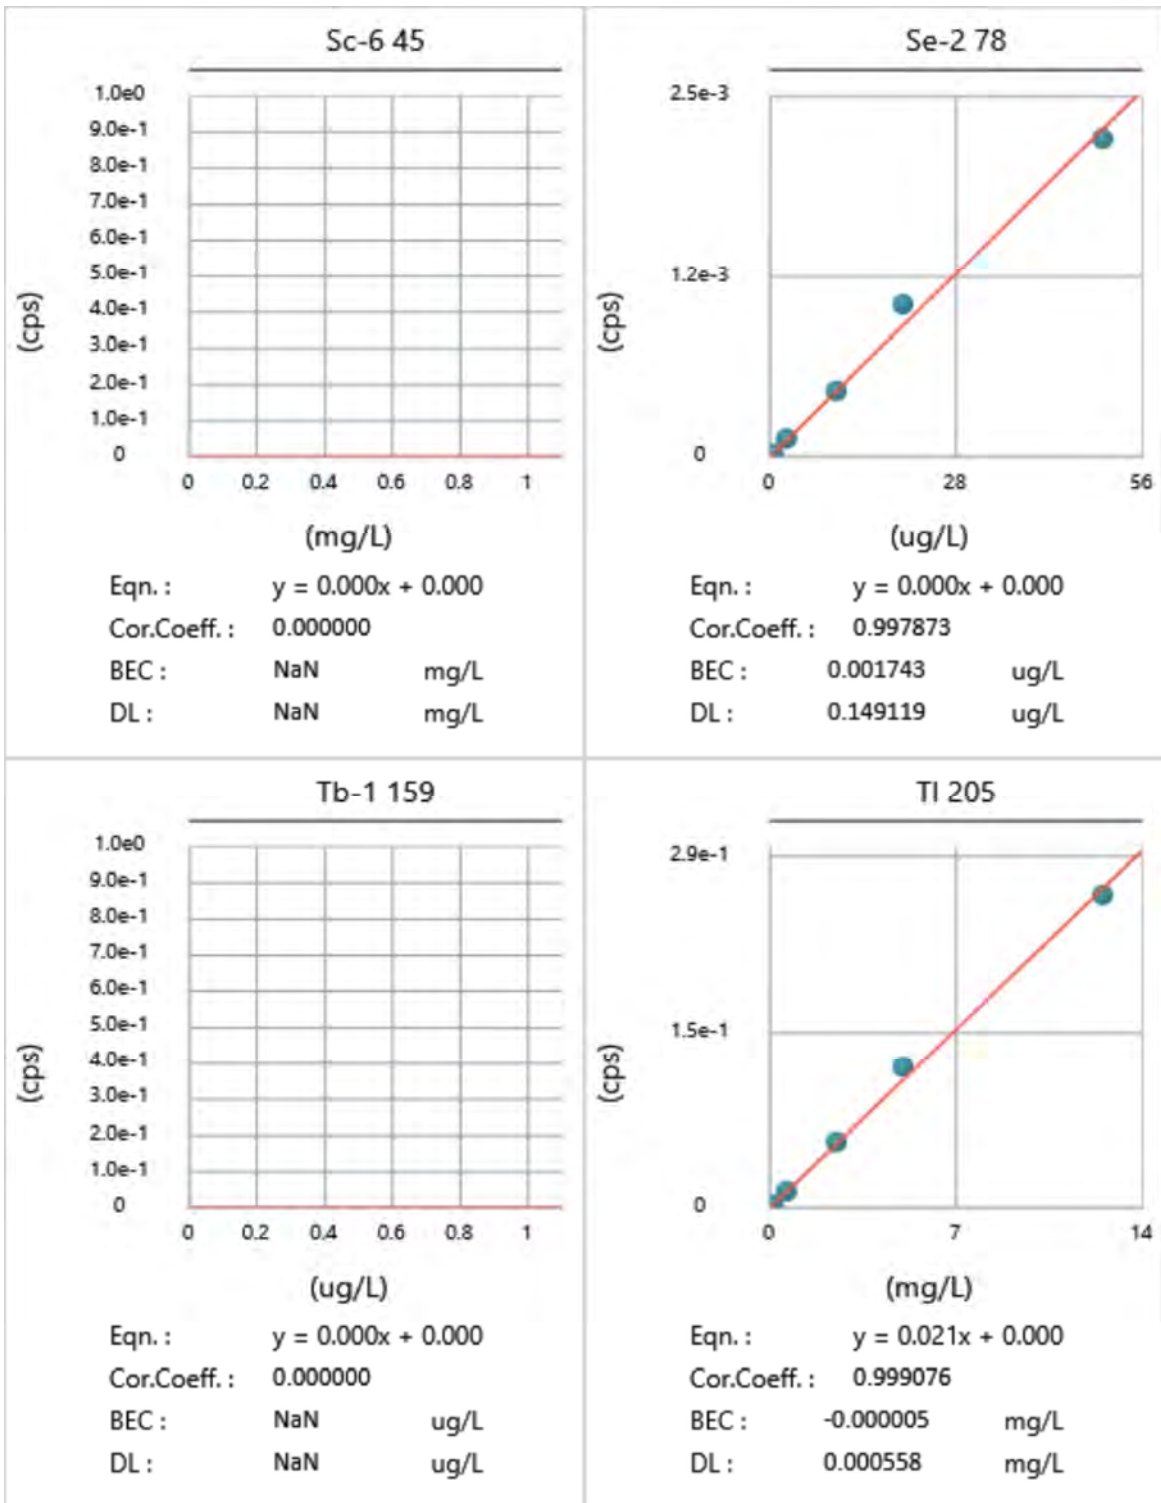 Sc-6 45
1.0e0
9.0e-1
8.0e-1
7.0e-1
6.0e-1
5.0e-1
4.0e-1
3.0e-1
2.0e-1
1.0e-1
0
(cps)
0 0.2 0.4 0.6 0.8 1
(mg/L)
Eqn. : y = 0.000x + 0.000
Cor.Coeff. : 0.000000
BEC : NaN mg/L
DL : NaN mg/L
Se-2 78
2.5e-3
1.2e-3
0
(cps)
0 28 56
(ug/L)
Eqn. : y = 0.000x + 0.000
Cor.Coeff. : 0.997873
BEC : 0.001743 ug/L
DL : 0.149119 ug/L
Tb-1 159
1.0e0
9.0e-1
8.0e-1
7.0e-1
6.0e-1
5.0e-1
4.0e-1
3.0e-1
2.0e-1
1.0e-1
0
(cps)
0 0.2 0.4 0.6 0.8 1
(ug/L)
Eqn. : y = 0.000x + 0.000
Cor.Coeff. : 0.000000
BEC : NaN ug/L
DL : NaN ug/L
Tl 205
2.9e-1
1.5e-1
0
(cps)
0 7 14
(mg/L)
Eqn. : y = 0.021x + 0.000
Cor.Coeff. : 0.999076
BEC : -0.000005 mg/L
DL : 0.000558 mg/L